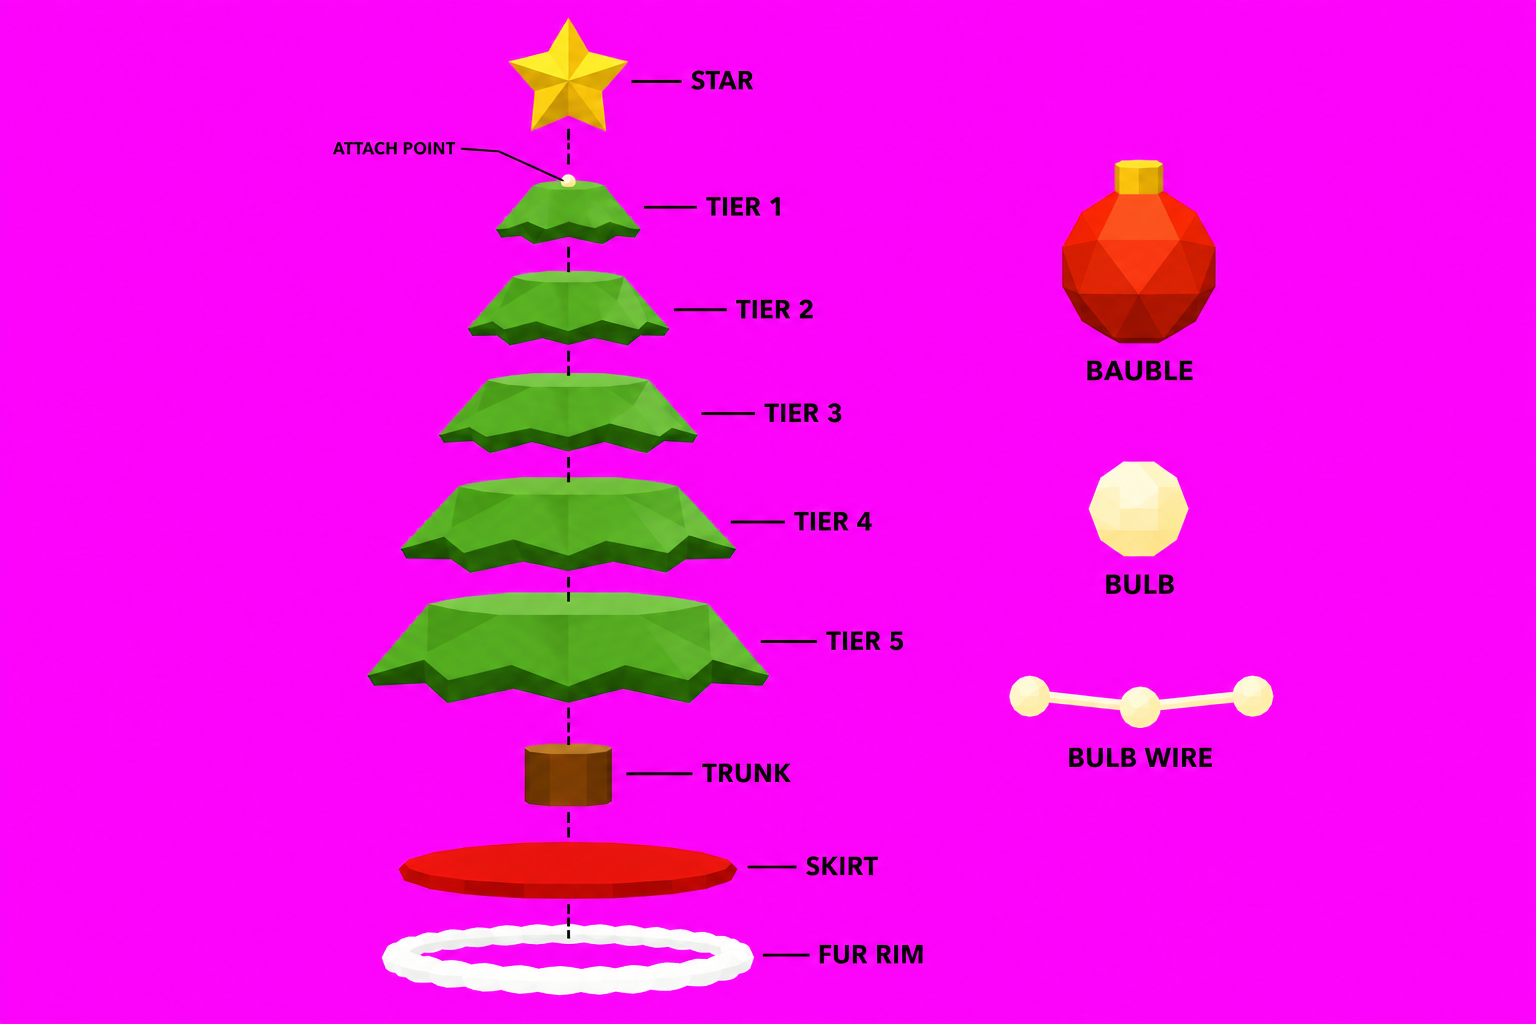 STAR
ATTACH POINT
TIER 1
TIER 2
TIER 3
TIER 4
TIER 5
TRUNK
SKIRT
FUR RIM
BAUBLE
BULB
BULB WIRE